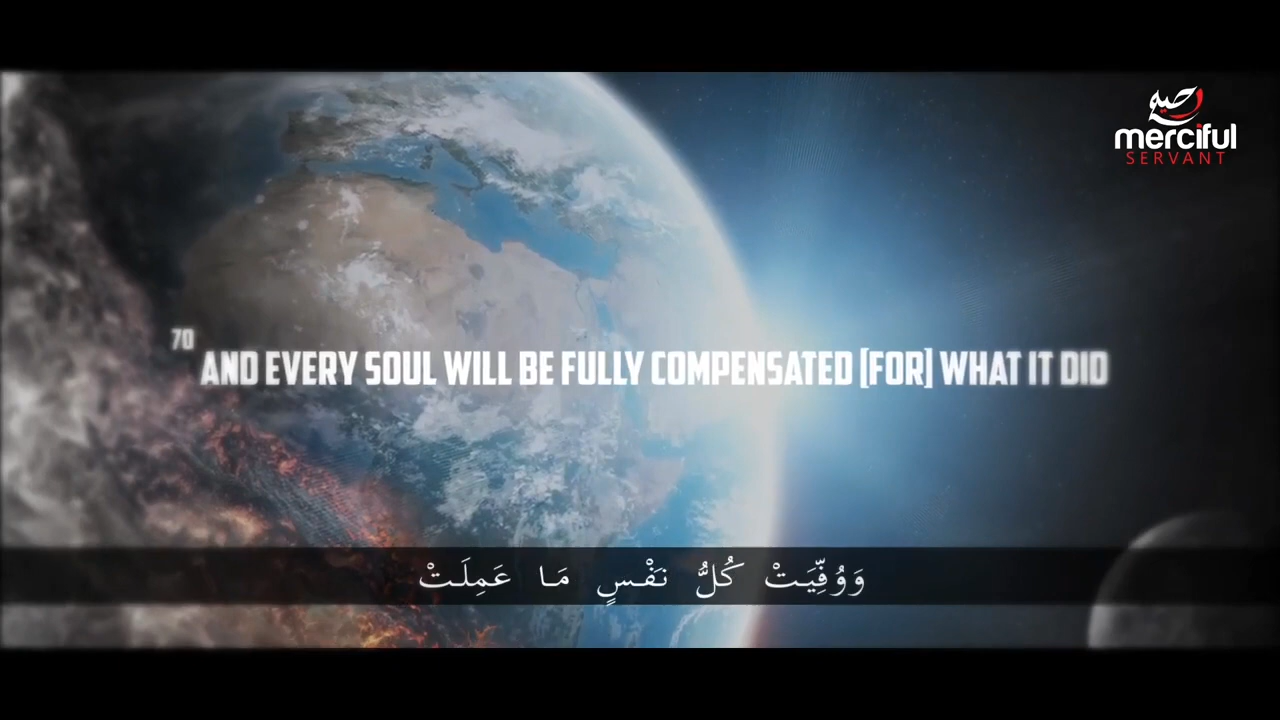 merciful
SERVANT
70 AND EVERY SOUL WILL BE FULLY COMPENSATED [FOR] WHAT IT DID
وَوُفِّيَتْ كُلُّ نَفْسٍ مَا عَمِلَتْ